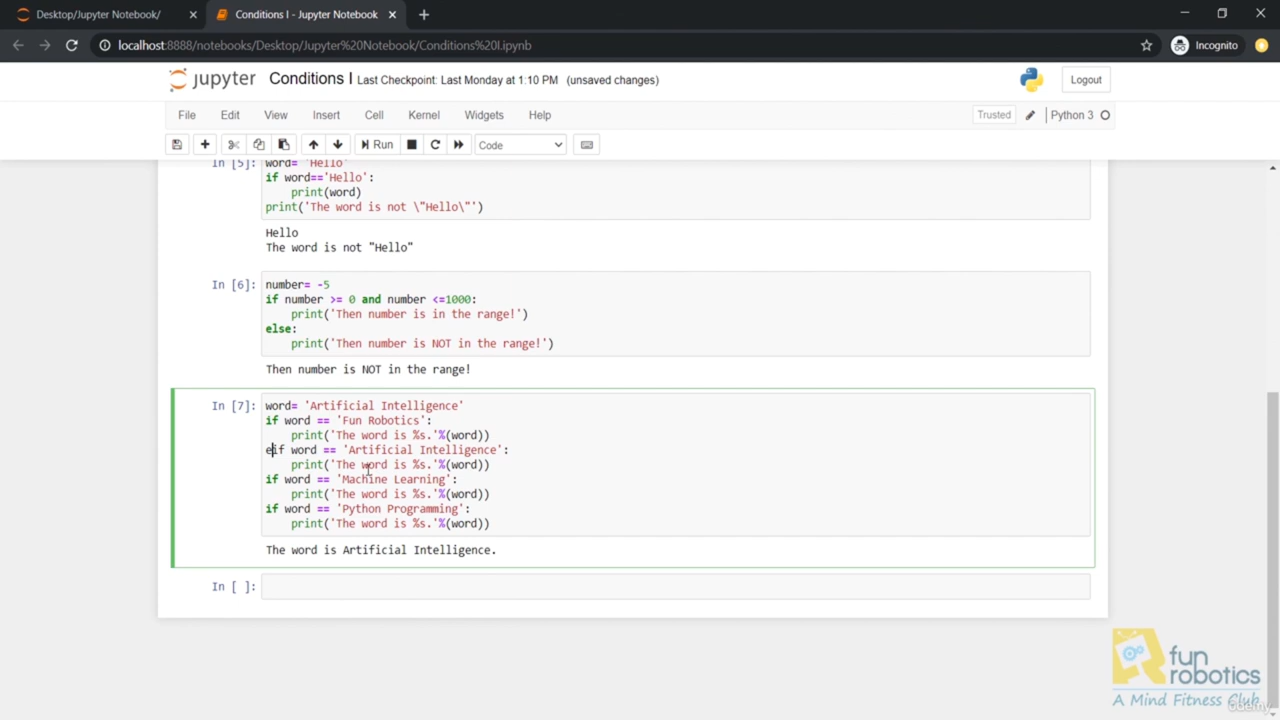 Desktop/Jupyter Notebook/
Conditions I - Jupyter Notebook
localhost:8888/notebooks/Desktop/Jupyter%20Notebook/Conditions%20I.ipynb
Incognito
jupyter Conditions I Last Checkpoint: Last Monday at 1:10 PM (unsaved changes)
Logout
File Edit View Insert Cell Kernel Widgets Help
Trusted
Python 3
Run
Code
In [5]: word= 'Hello'
if word=='Hello':
print(word)
print('The word is not \"Hello\"')
Hello
The word is not "Hello"
In [6]: number= -5
if number >= 0 and number <=1000:
print('Then number is in the range!')
else:
print('Then number is NOT in the range!')
Then number is NOT in the range!
In [7]: word= 'Artificial Intelligence'
if word == 'Fun Robotics':
print('The word is %s.'%(word))
eif word == 'Artificial Intelligence':
print('The word is %s.'%(word))
if word == 'Machine Learning':
print('The word is %s.'%(word))
if word == 'Python Programming':
print('The word is %s.'%(word))
The word is Artificial Intelligence.
In [ ]:
fun
robotics
A Mind Fitness Club
Udemy